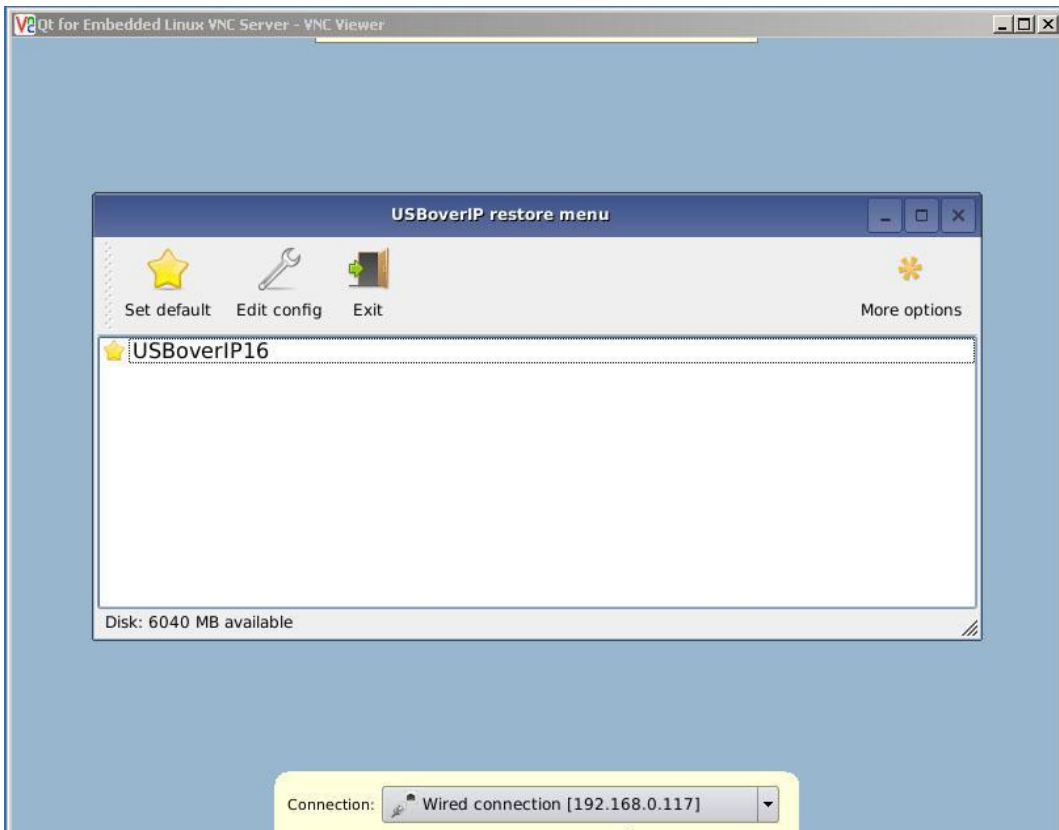 Qt for Embedded Linux VNC Server - VNC Viewer
USBoverIP restore menu
Set default Edit config Exit More options
USBoverIP16
Disk: 6040 MB available
Connection: Wired connection [192.168.0.117]